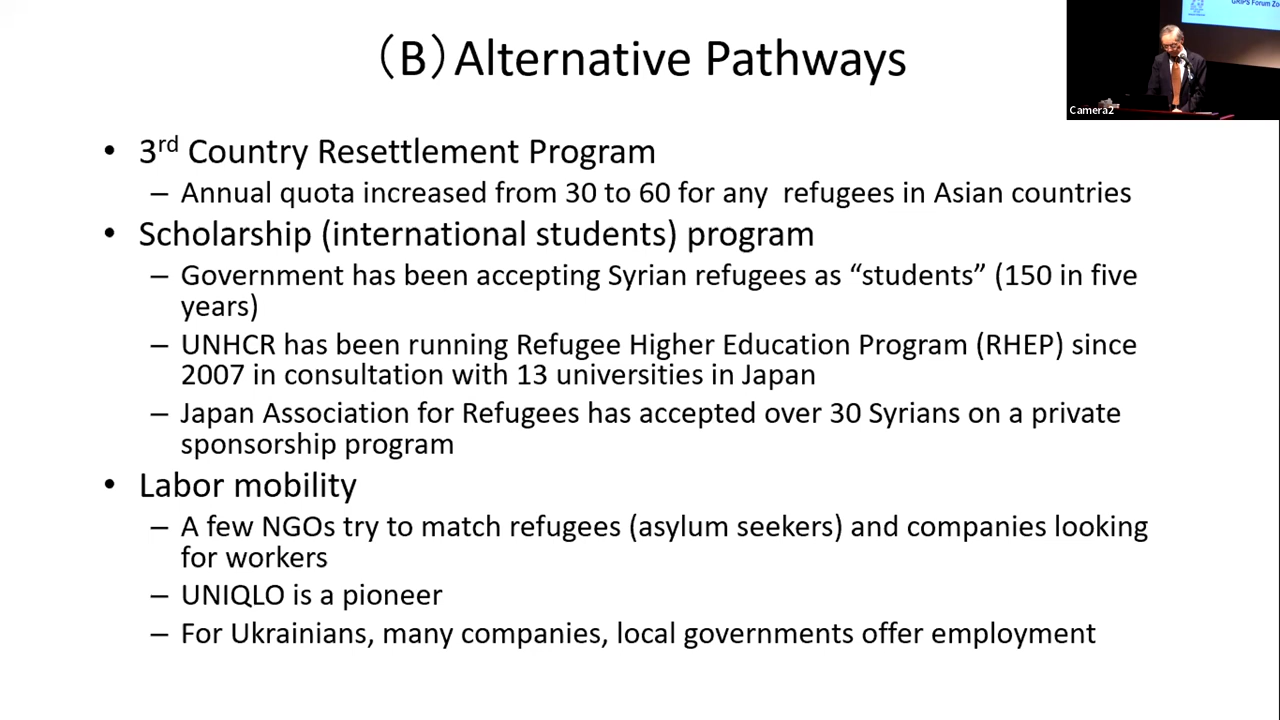 （B）Alternative Pathways
GRIPS Forum Zo
Camera2
• 3rd Country Resettlement Program
– Annual quota increased from 30 to 60 for any  refugees in Asian countries
• Scholarship (international students) program
– Government has been accepting Syrian refugees as “students” (150 in five
years)
– UNHCR has been running Refugee Higher Education Program (RHEP) since
2007 in consultation with 13 universities in Japan
– Japan Association for Refugees has accepted over 30 Syrians on a private
sponsorship program
• Labor mobility
– A few NGOs try to match refugees (asylum seekers) and companies looking
for workers
– UNIQLO is a pioneer
– For Ukrainians, many companies, local governments offer employment